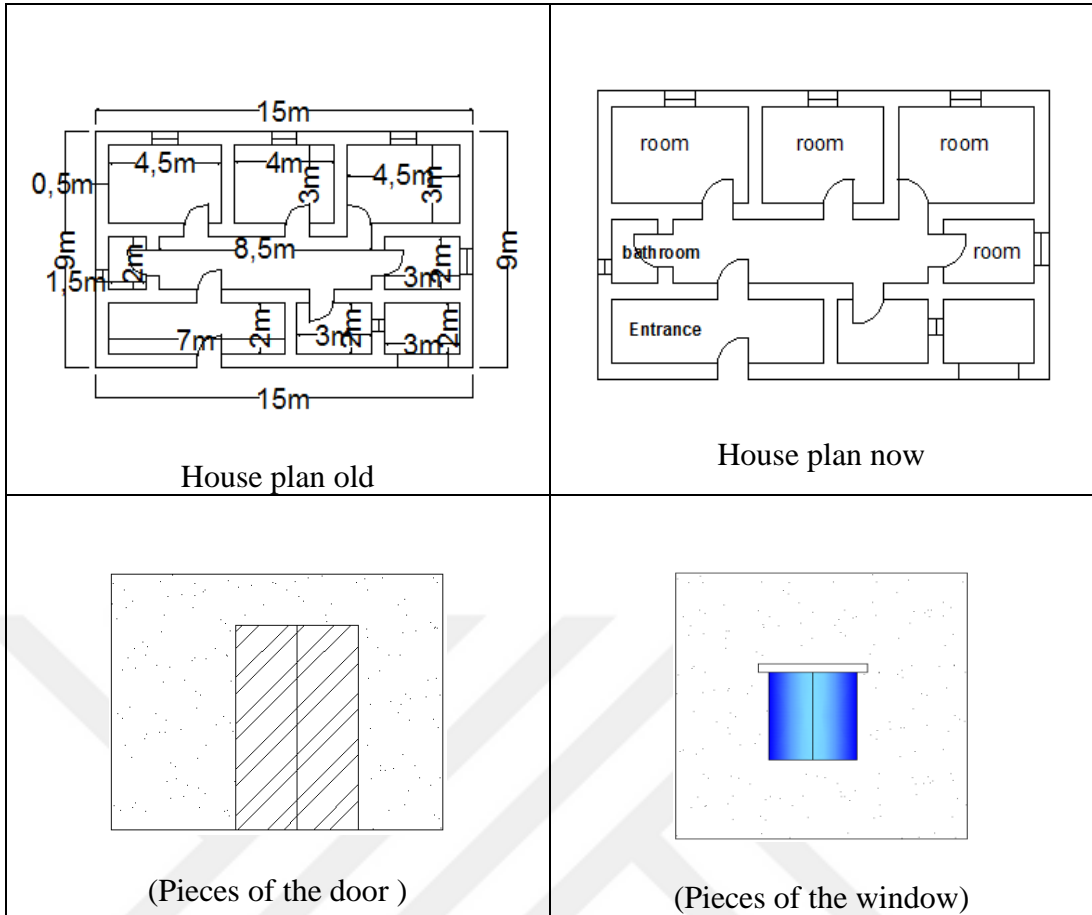 15m
4,5m
4m
3m
4,5m
3m
0,5m
9m
8,5m
9m
1,5m
2m
3m
2m
7m
2m
3m
2m
3m
2m
15m
House plan old
room
room
room
bathroom
room
Entrance
House plan now
(Pieces of the door )
(Pieces of the window)